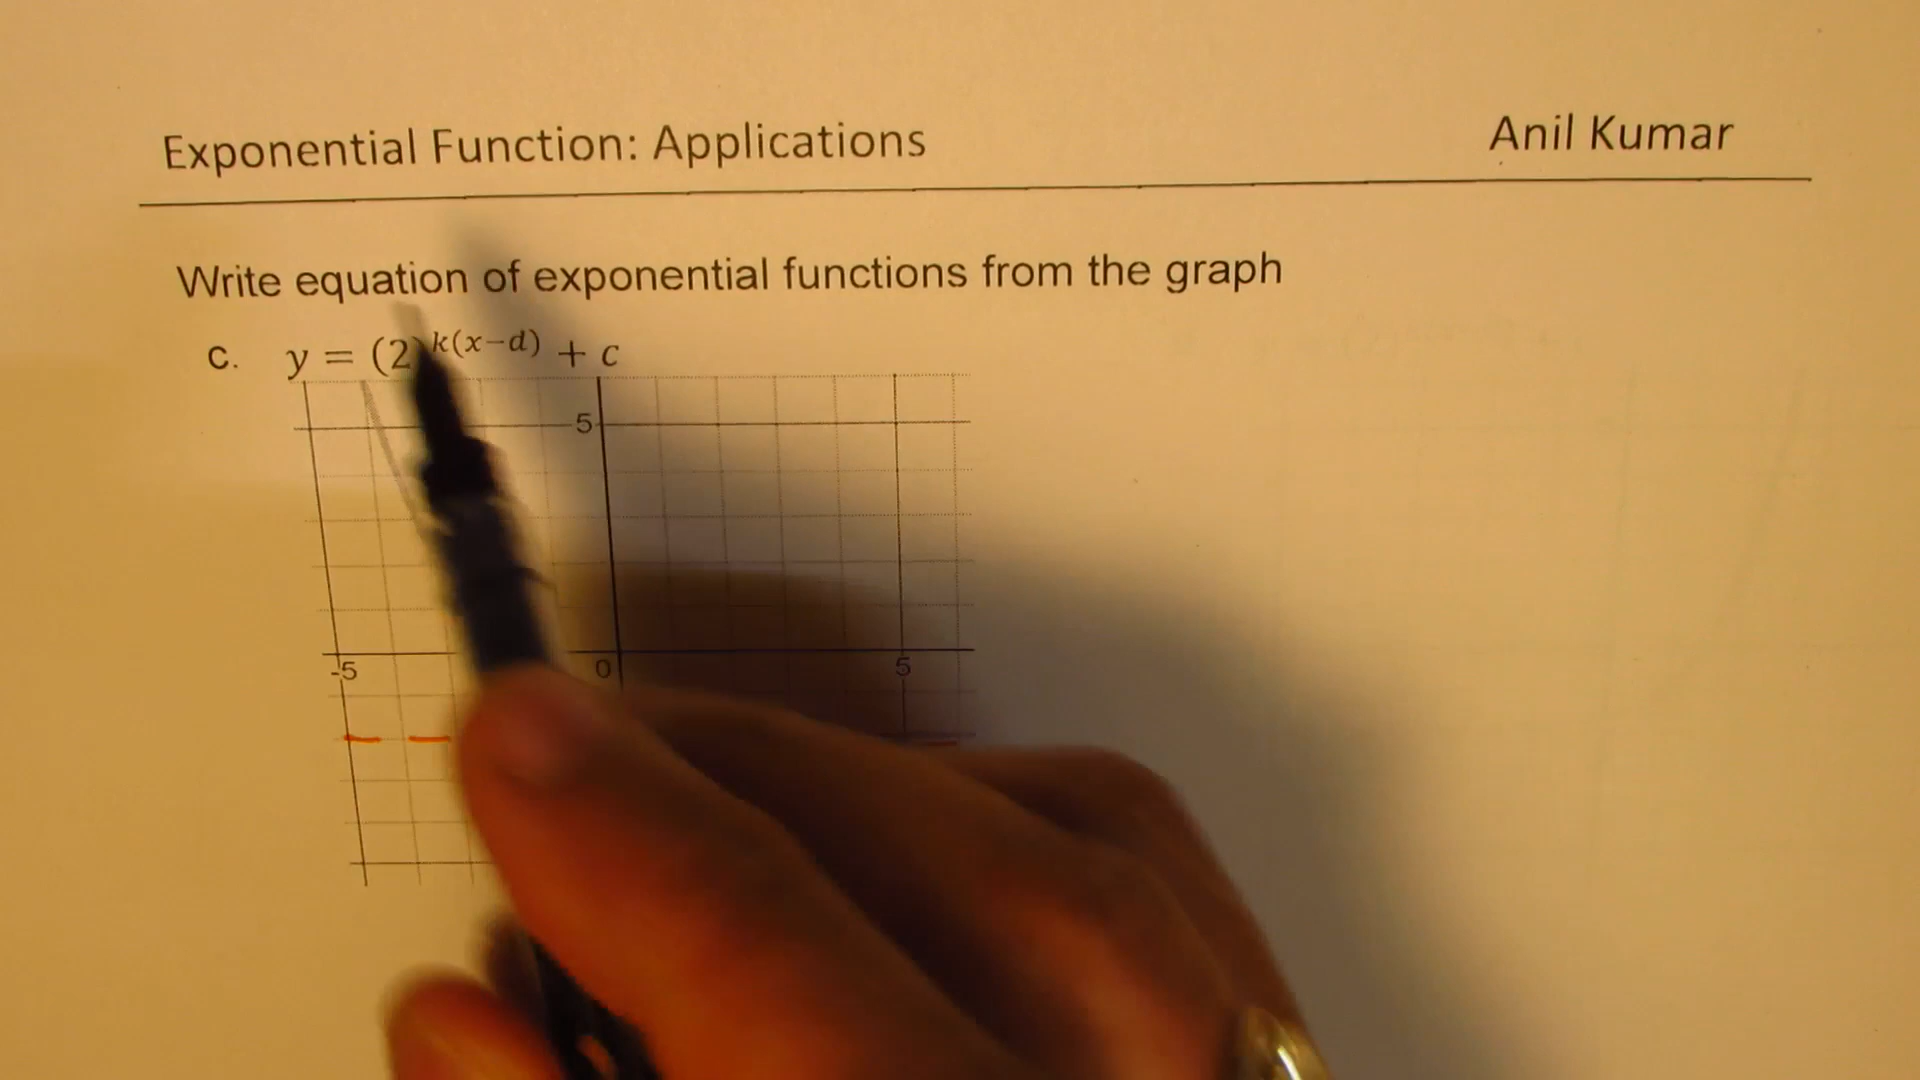 Exponential Function: Applications
Anil Kumar
Write equation of exponential functions from the graph
c. y = (2)^{k(x−d)} + c
5
-5
0
5